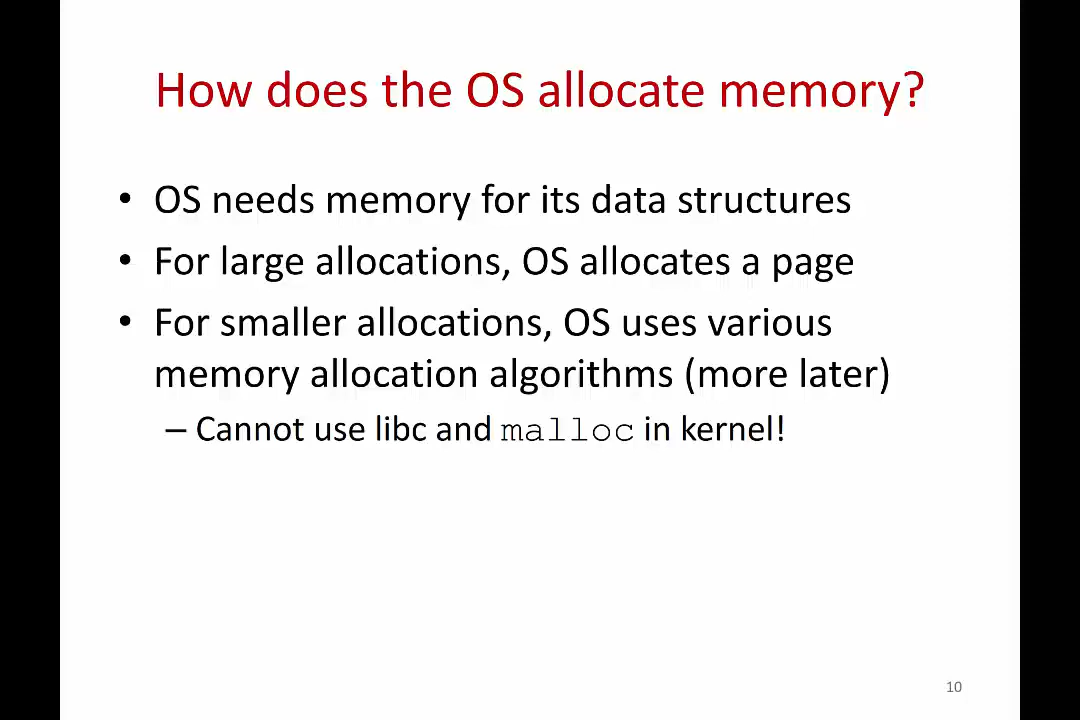 How does the OS allocate memory?
• OS needs memory for its data structures
• For large allocations, OS allocates a page
• For smaller allocations, OS uses various
memory allocation algorithms (more later)
– Cannot use libc and malloc in kernel!
10